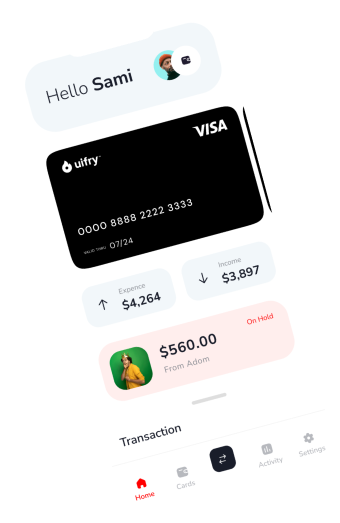 Hello Sami
uifry™
VISA
0000 8888 2222 3333
VALID THRU 07/24
Expence
$4,264
Income
$3,897
On Hold
$560.00
From Adom
Transaction
Home
Cards
Activity
Settings